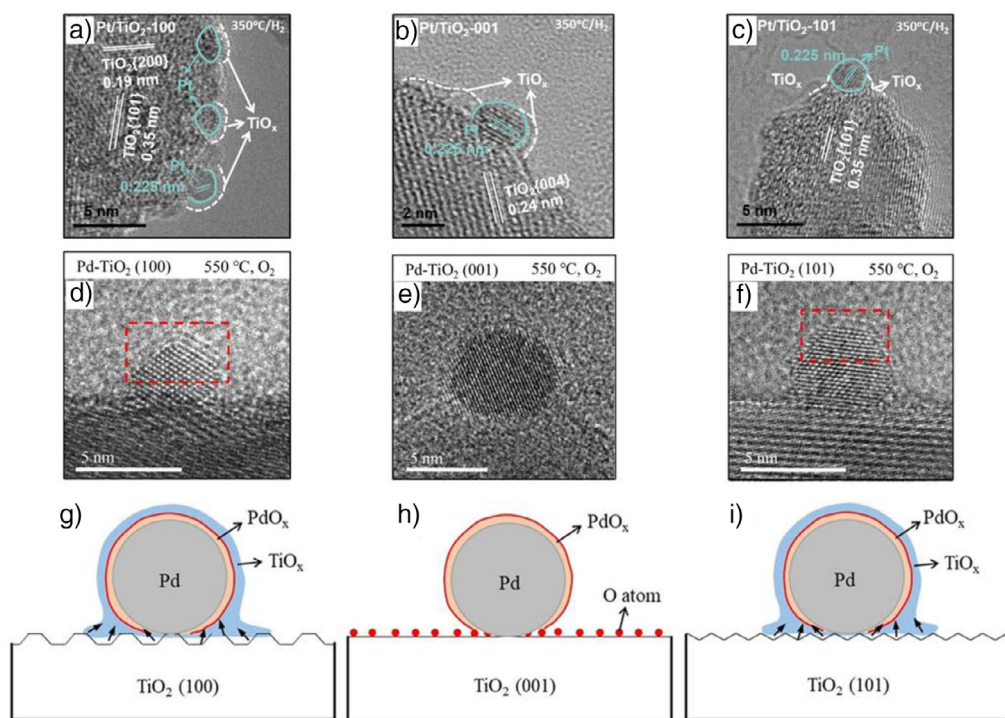 a) Pt/TiO₂-100 350°C/H₂
TiO₂{200}
0.19 nm
Pt
TiO₂{101}
0.35 nm
TiOₓ
Pt
0.225 nm
5 nm
b) Pt/TiO₂-001 350°C/H₂
TiOₓ
Pt
0.225 nm
TiO₂{004}
0.24 nm
2 nm
c) Pt/TiO₂-101 350°C/H₂
0.225 nm Pt
TiOₓ TiOₓ
TiO₂{101}
0.35 nm
5 nm
Pd-TiO₂ (100) 550 °C, O₂
d)
5 nm
Pd-TiO₂ (001) 550 °C, O₂
e)
5 nm
Pd-TiO₂ (101) 550 °C, O₂
f)
5 nm
g)
PdOₓ
TiOₓ
Pd
TiO₂ (100)
h)
PdOₓ
Pd
O atom
TiO₂ (001)
i)
PdOₓ
TiOₓ
Pd
TiO₂ (101)